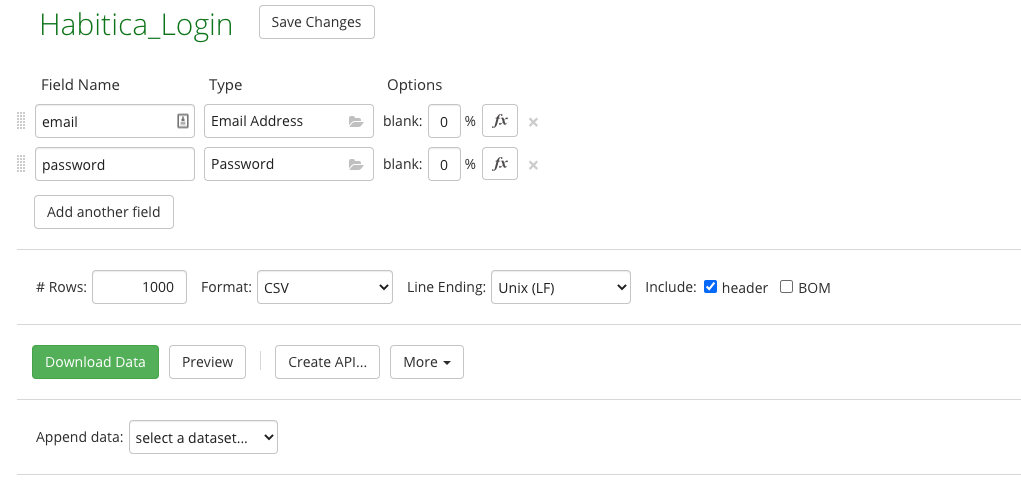 Habitica_Login Save Changes
Field Name Type Options
email Email Address blank: 0 % fx ×
password Password blank: 0 % fx ×
Add another field
# Rows: 1000 Format: CSV Line Ending: Unix (LF) Include: header BOM
Download Data Preview Create API... More
Append data: select a dataset...